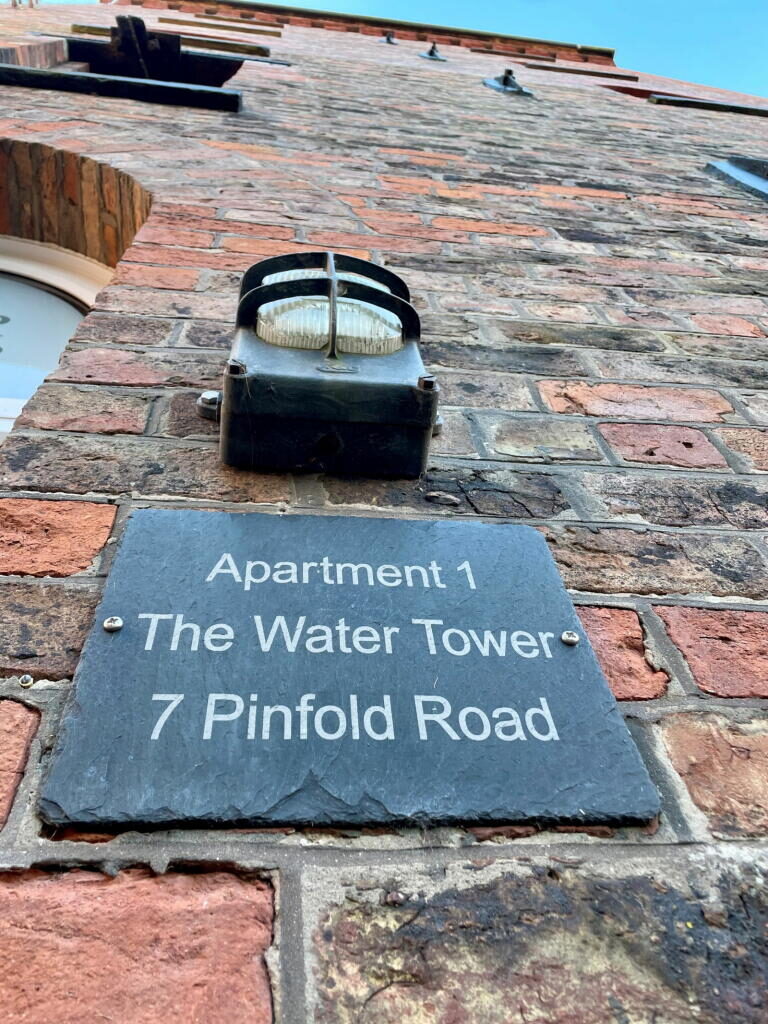 Apartment 1
The Water Tower
7 Pinfold Road